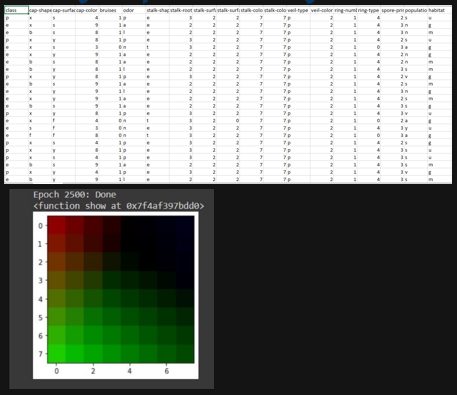 class cap-shape cap-surfac cap-color bruises odor stalk-shap stalk-root stalk-surfa stalk-surfa stalk-colo stalk-colo veil-type veil-color ring-numl ring-type spore-prin populatio habitat
p x s 4 1 p e 3 2 2 7 7 p 2 1 4 2 s u
e x s 9 1 a e 2 2 2 7 7 p 2 1 4 3 n g
e b s 8 1 l e 2 2 2 7 7 p 2 1 4 3 n m
p x y 8 1 p e 3 2 2 7 7 p 2 1 4 2 s u
e x s 3 0 n t 3 2 2 7 7 p 2 1 0 3 a g
e x y 9 1 a e 2 2 2 7 7 p 2 1 4 2 n g
e b s 8 1 a e 2 2 2 7 7 p 2 1 4 2 n m
e b y 8 1 l e 2 2 2 7 7 p 2 1 4 3 s m
p x y 8 1 p e 3 2 2 7 7 p 2 1 4 2 v g
e b s 9 1 a e 2 2 2 7 7 p 2 1 4 2 s m
e x y 9 1 l e 2 2 2 7 7 p 2 1 4 3 n g
e x y 9 1 a e 2 2 2 7 7 p 2 1 4 2 s m
e b s 9 1 a e 2 2 2 7 7 p 2 1 4 3 s g
p x y 8 1 p e 3 2 2 7 7 p 2 1 4 3 v u
e x f 4 0 n t 3 2 0 7 7 p 2 1 0 2 a g
e s f 3 0 n e 3 2 2 7 7 p 2 1 4 3 y u
e f f 8 0 n t 3 2 2 7 7 p 2 1 0 3 a g
p x s 4 1 p e 3 2 2 7 7 p 2 1 4 2 s g
p x y 8 1 p e 3 2 2 7 7 p 2 1 4 3 s u
p x s 4 1 p e 3 2 2 7 7 p 2 1 4 3 s u
e b s 9 1 a e 2 2 2 7 7 p 2 1 4 3 s m
p x y 4 1 p e 3 2 2 7 7 p 2 1 4 3 v g
e b y 9 1 l e 2 2 2 7 7 p 2 1 4 3 s m
Epoch 2500: Done
<function show at 0x7f4af397bdd0>
0
1
2
3
4
5
6
7
0 2 4 6